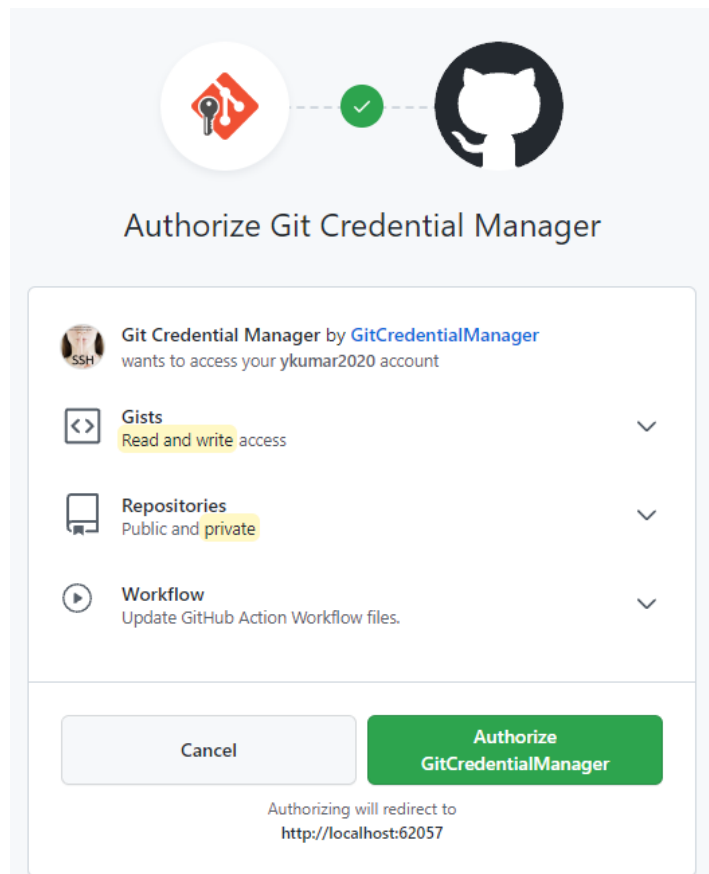 Authorize Git Credential Manager
SSH
Git Credential Manager by GitCredentialManager
wants to access your ykumar2020 account
Gists
Read and write access
Repositories
Public and private
Workflow
Update GitHub Action Workflow files.
Cancel
Authorize
GitCredentialManager
Authorizing will redirect to
http://localhost:62057